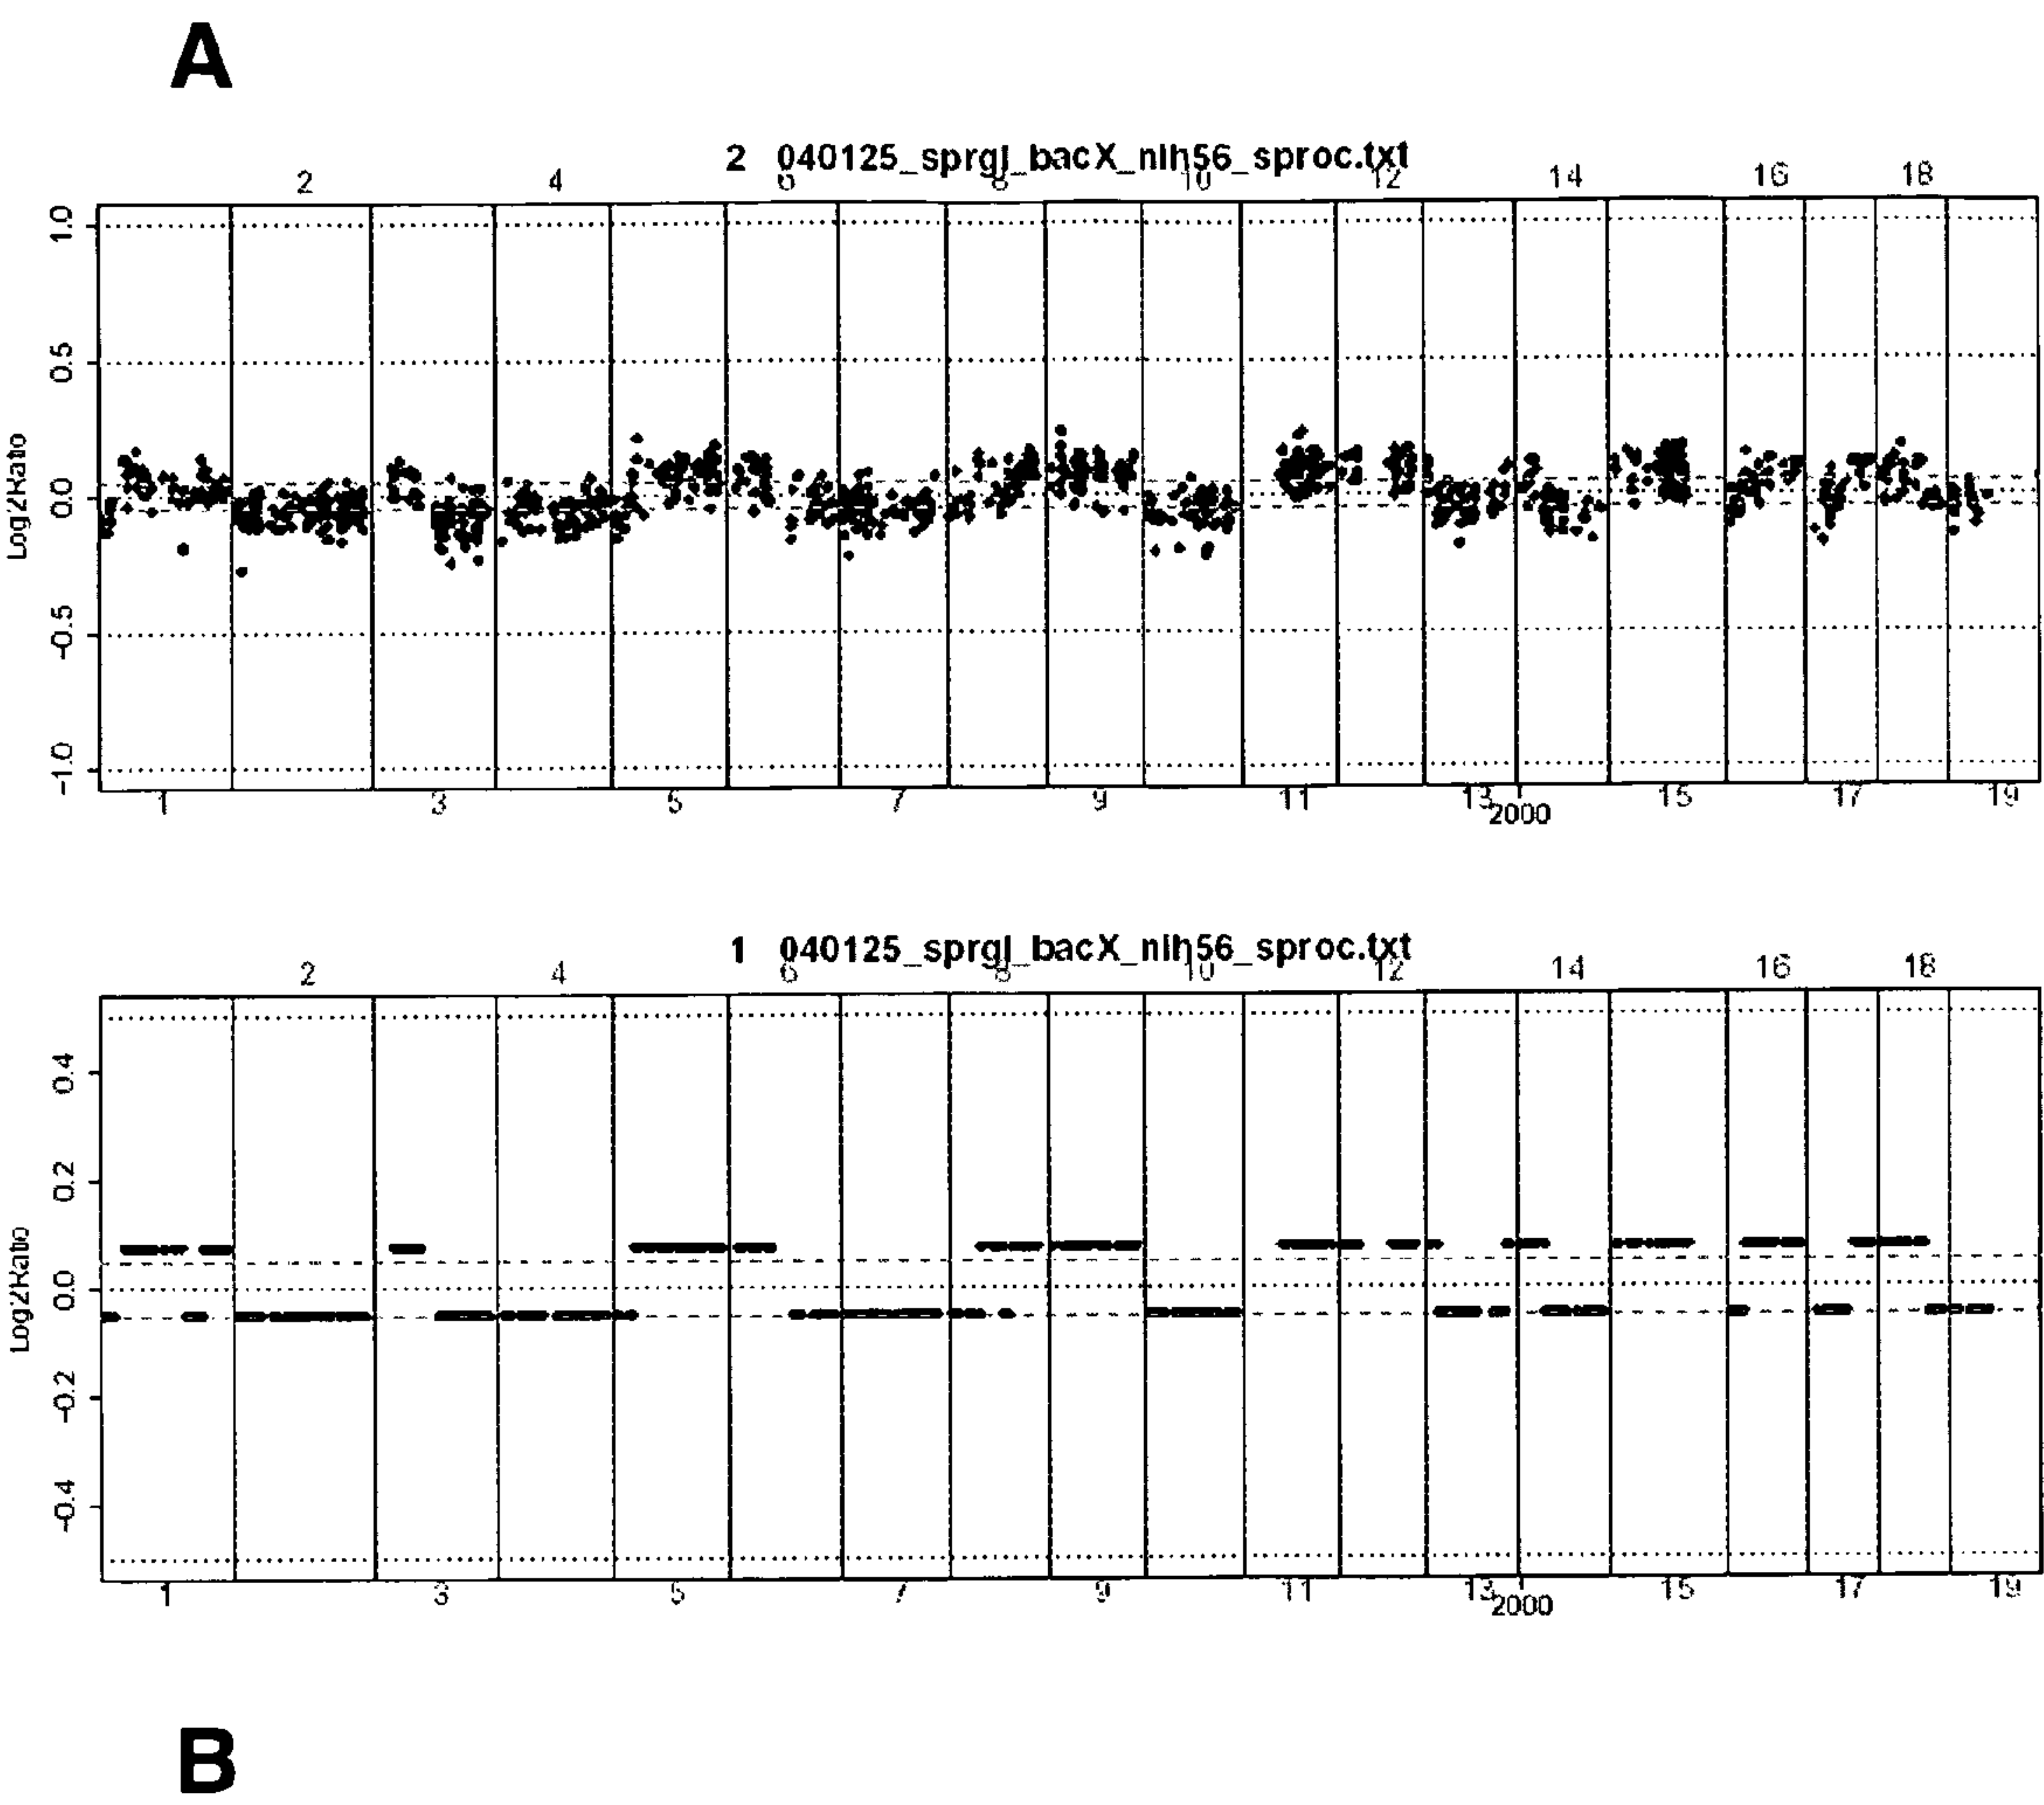 A
2 040125_sprgJ_bacX_nlh56_sproc.txt
2 4 6 8 10 12 14 16 18
1.0
0.5
0.0
-0.5
-1.0
Log2Ratio
1 3 5 7 9 11 13 15 17 19
2000
1 040125_sprgJ_bacX_nlh56_sproc.txt
2 4 6 8 10 12 14 16 18
0.4
0.2
0.0
-0.2
-0.4
Log2Ratio
1 3 5 7 9 11 13 15 17 19
2000
B